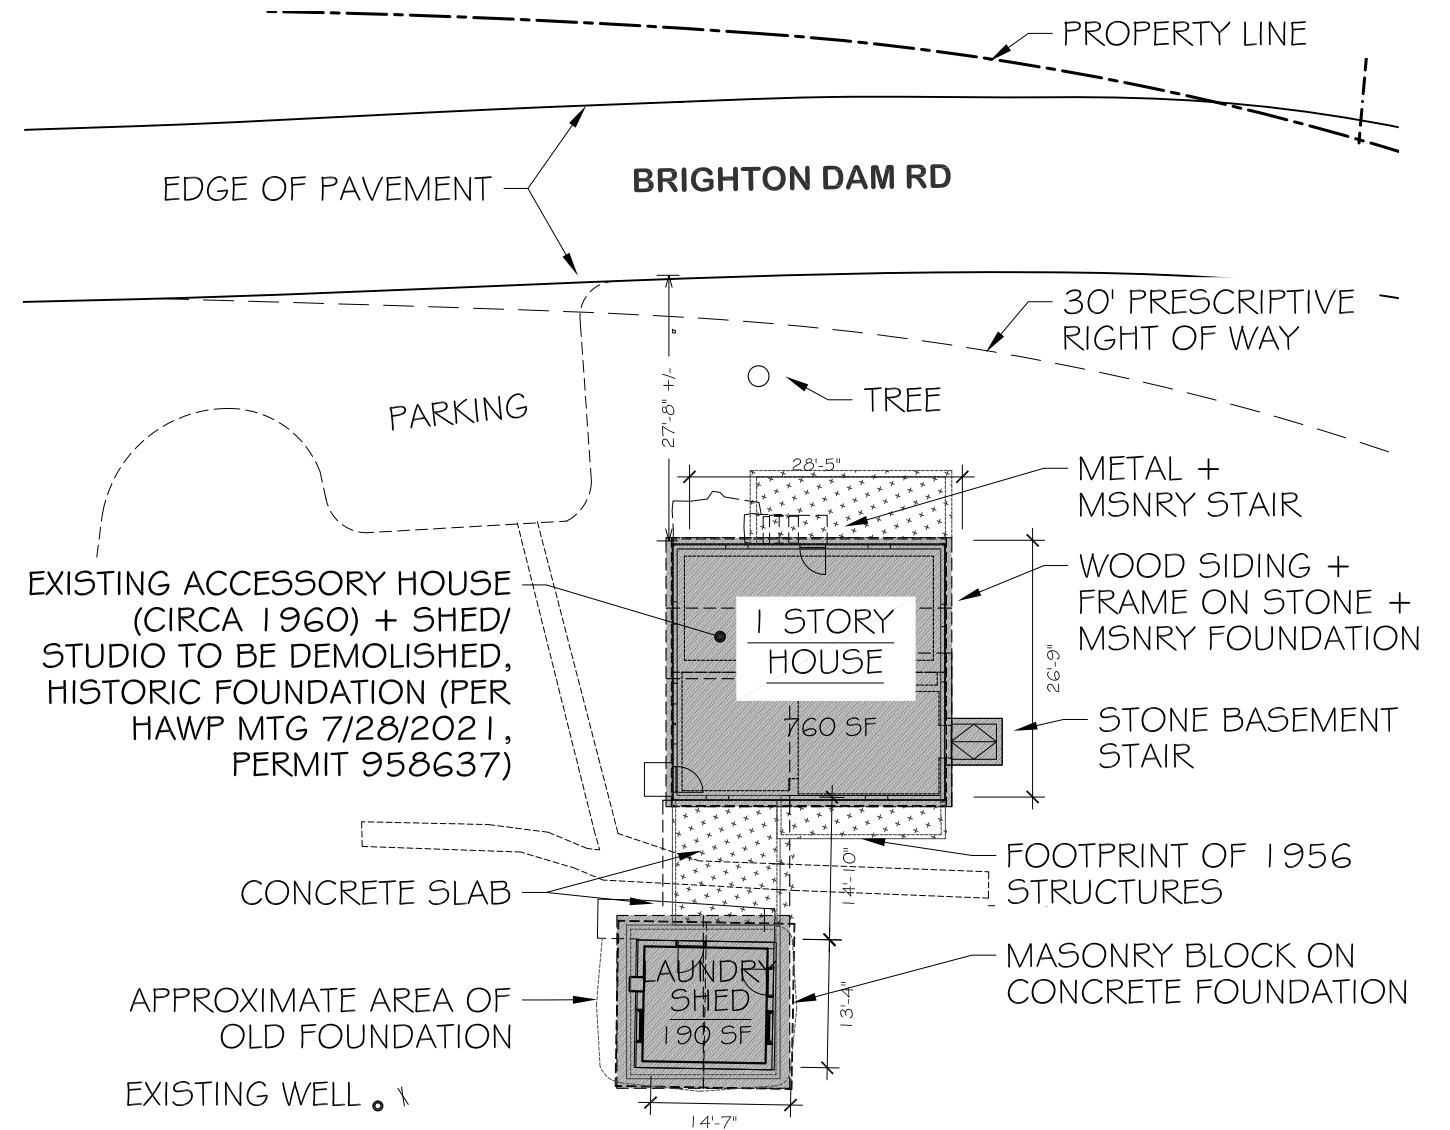 PROPERTY LINE
EDGE OF PAVEMENT
BRIGHTON DAM RD
30' PRESCRIPTIVE
RIGHT OF WAY
TREE
PARKING
27'-8" +/-
28'-5"
METAL +
MSNRY STAIR
WOOD SIDING +
FRAME ON STONE +
MSNRY FOUNDATION
EXISTING ACCESSORY HOUSE
(CIRCA 1960) + SHED/
STUDIO TO BE DEMOLISHED,
HISTORIC FOUNDATION (PER
HAWP MTG 7/28/2021,
PERMIT 958637)
1 STORY
HOUSE
760 SF
26'-9"
STONE BASEMENT
STAIR
FOOTPRINT OF 1956
STRUCTURES
14'-10"
CONCRETE SLAB
MASONRY BLOCK ON
CONCRETE FOUNDATION
LAUNDRY
SHED
190 SF
13'-4"
APPROXIMATE AREA OF
OLD FOUNDATION
EXISTING WELL
14'-7"